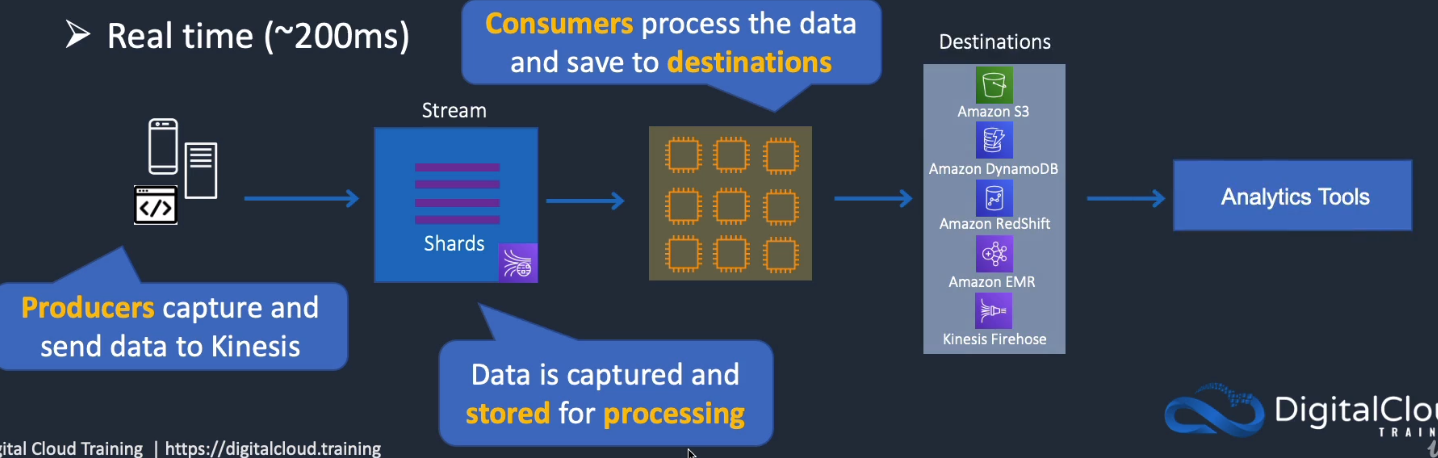 ➢ Real time (~200ms)
Consumers process the data
and save to destinations
Destinations
Stream
Shards
</>
Amazon S3
Amazon DynamoDB
Amazon RedShift
Amazon EMR
Kinesis Firehose
Analytics Tools
Producers capture and
send data to Kinesis
Data is captured and
stored for processing
DigitalClou
TRAIN
gital Cloud Training | https://digitalcloud.training